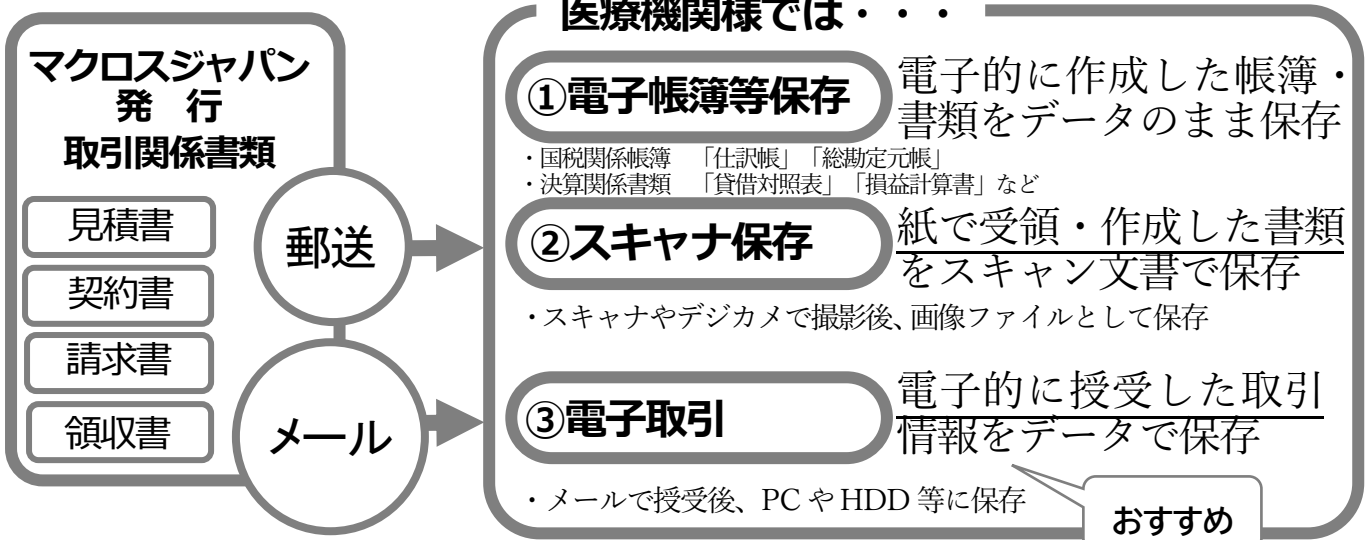 マクロスジャパン
発　行
取引関係書類
見積書
契約書
請求書
領収書
郵送
メール
医療機関様では・・・
①電子帳簿等保存
電子的に作成した帳簿・
書類をデータのまま保存
・国税関係帳簿　「仕訳帳」「総勘定元帳」
・決算関係書類　「貸借対照表」「損益計算書」など
②スキャナ保存
紙で受領・作成した書類
をスキャン文書で保存
・スキャナやデジカメで撮影後、画像ファイルとして保存
③電子取引
電子的に授受した取引
情報をデータで保存
・メールで授受後、PC や HDD 等に保存
おすすめ